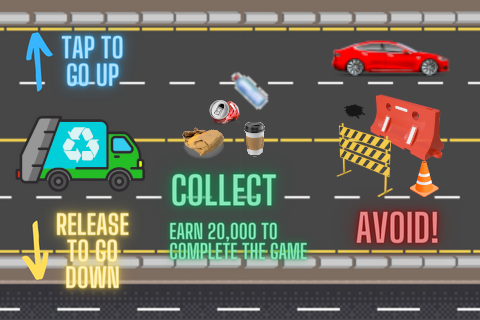 TAP TO
GO UP
COLLECT
EARN 20,000 TO
COMPLETE THE GAME
AVOID!
RELEASE
TO GO
DOWN